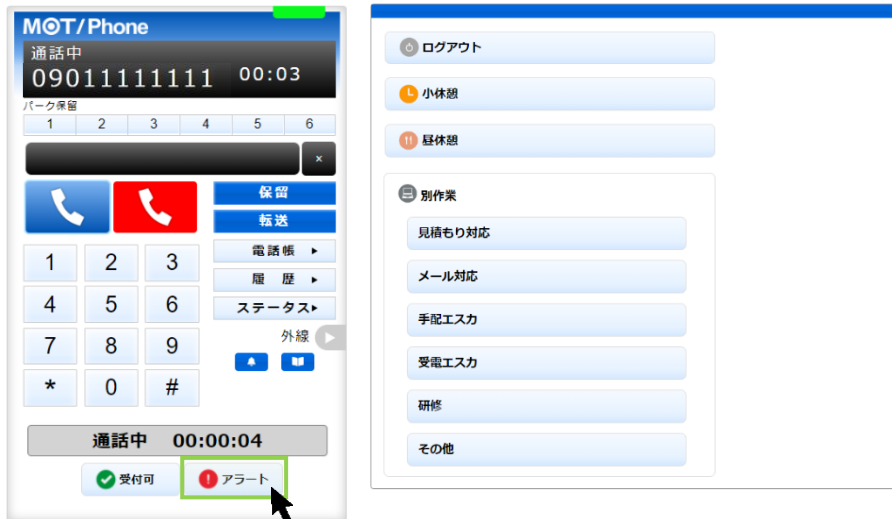 MOT/Phone
通話中
09011111111 00:03
パーク保留
1 2 3 4 5 6
×
保留
転送
電話帳
履 歴
ステータス
外線
1 2 3
4 5 6
7 8 9
* 0 #
通話中 00:00:04
受付可
アラート
ログアウト
小休憩
昼休憩
別作業
見積もり対応
メール対応
手配エスカ
受電エスカ
研修
その他